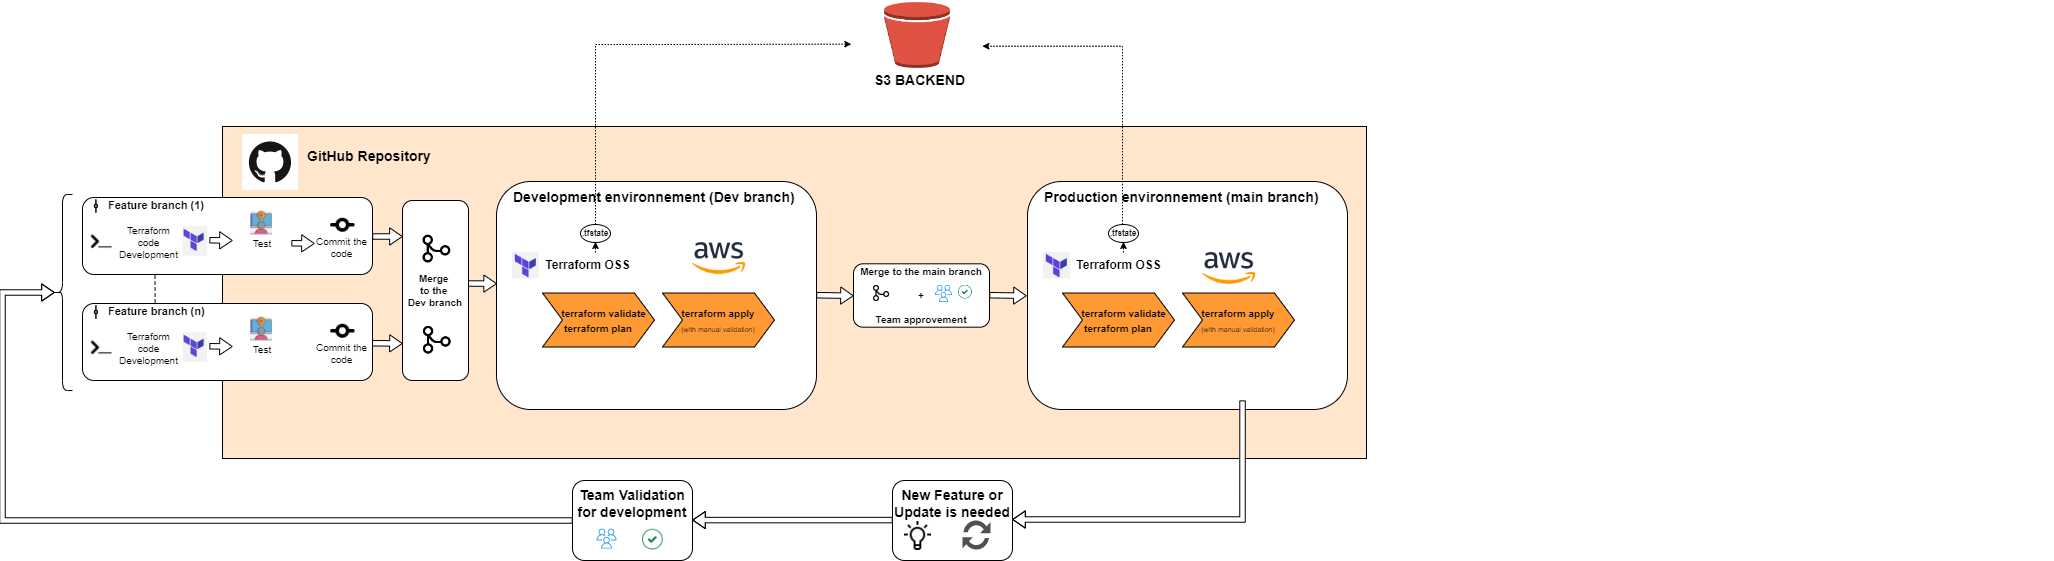 S3 BACKEND
GitHub Repository
Feature branch (1)
Terraform
code
Development
Test
Commit the
code
Feature branch (n)
Terraform
code
Development
Test
Commit the
code
Merge
to the
Dev branch
Development environnement (Dev branch)
.tfstate
Terraform OSS
aws
terraform validate
terraform plan
terraform apply
(with manual validation)
Merge to the main branch
+
Team approvement
Production environnement (main branch)
.tfstate
Terraform OSS
aws
terraform validate
terraform plan
terraform apply
(with manual validation)
Team Validation
for development
New Feature or
Update is needed